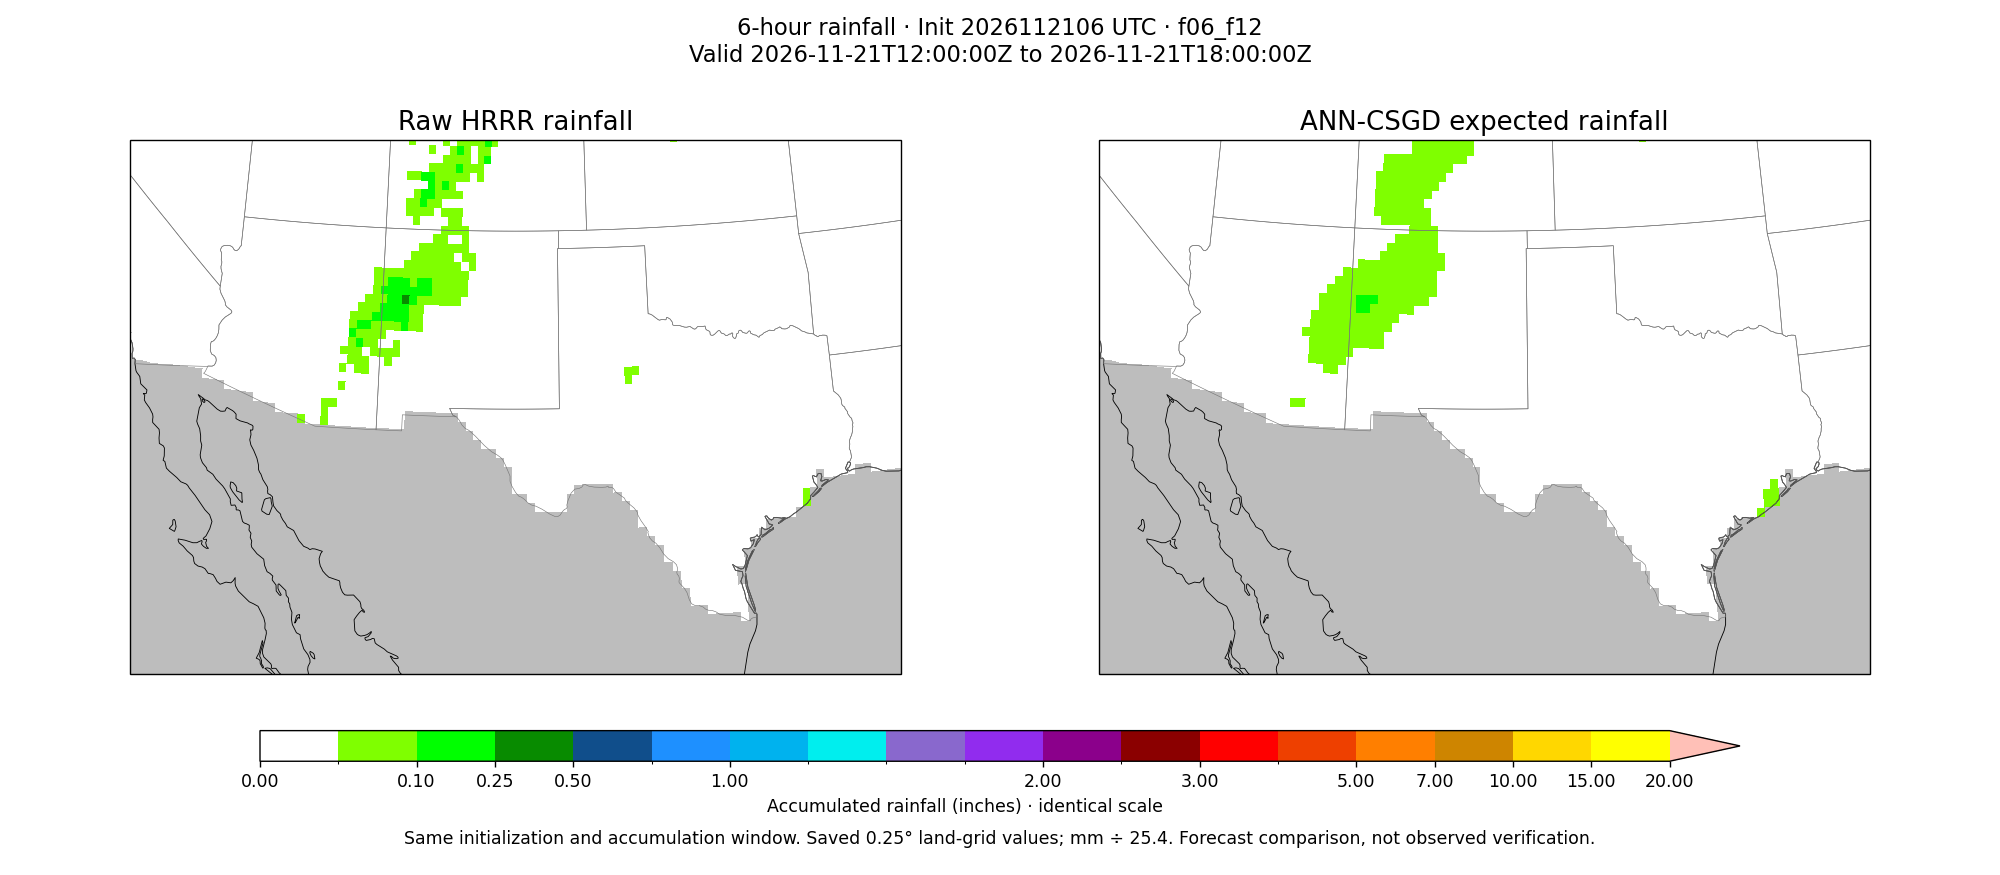 6-hour rainfall · Init 2026112106 UTC · f06_f12
Valid 2026-11-21T12:00:00Z to 2026-11-21T18:00:00Z
Raw HRRR rainfall
ANN-CSGD expected rainfall
0.00 0.10 0.25 0.50 1.00 2.00 3.00 5.00 7.00 10.00 15.00 20.00
Accumulated rainfall (inches) · identical scale
Same initialization and accumulation window. Saved 0.25° land-grid values; mm ÷ 25.4. Forecast comparison, not observed verification.